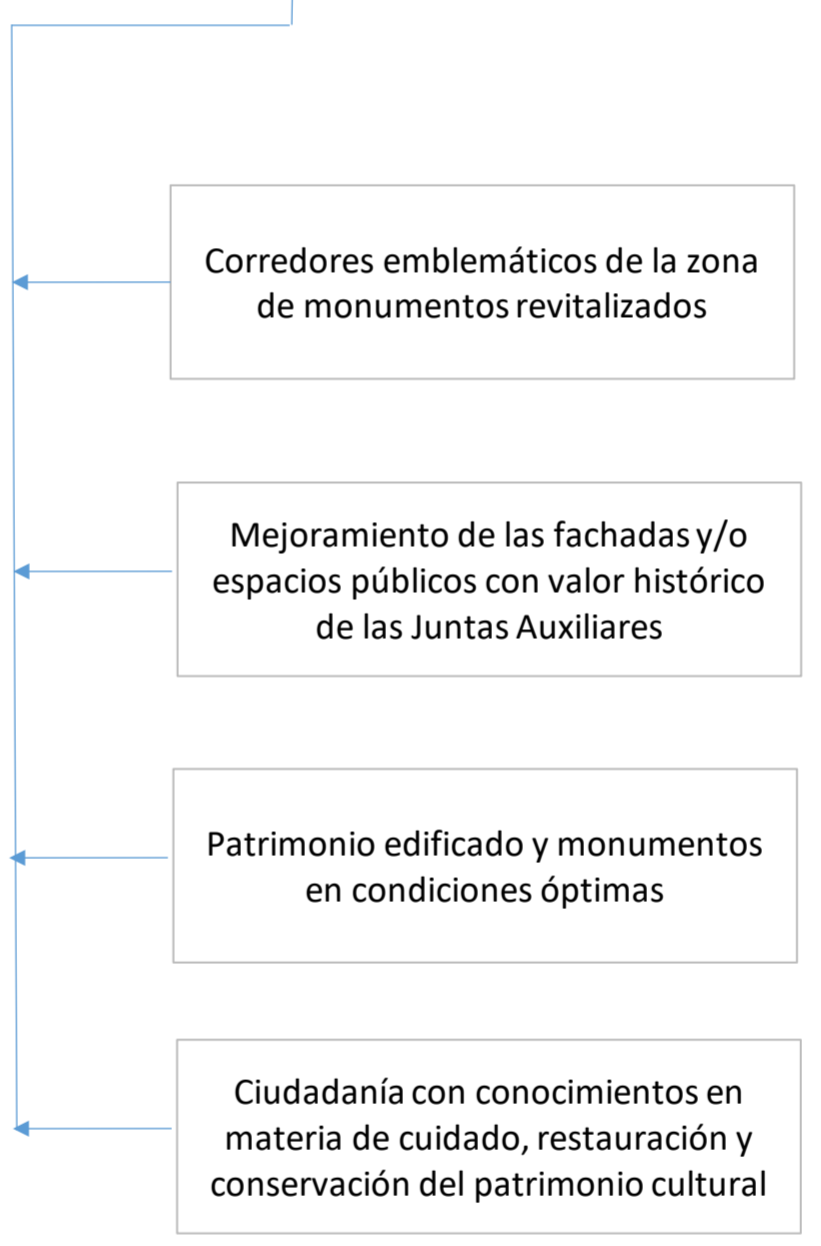 Corredores emblemáticos de la zona
de monumentos revitalizados
Mejoramiento de las fachadas y/o
espacios públicos con valor histórico
de las Juntas Auxiliares
Patrimonio edificado y monumentos
en condiciones óptimas
Ciudadanía con conocimientos en
materia de cuidado, restauración y
conservación del patrimonio cultural